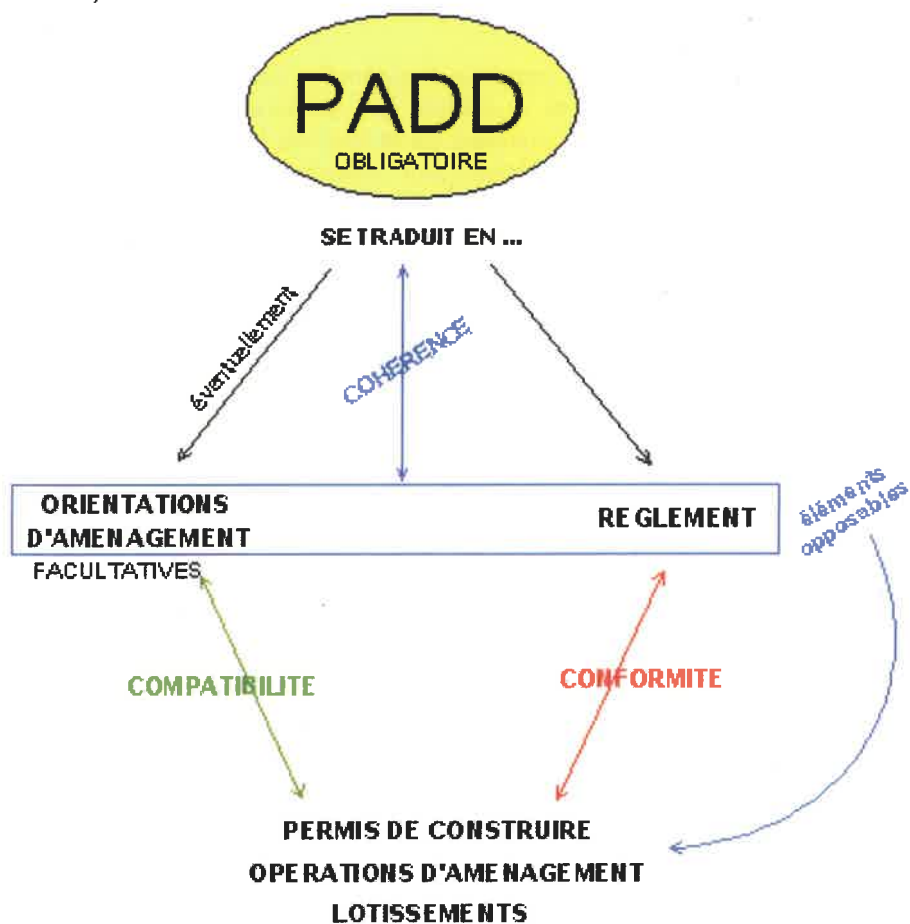 PADD
OBLIGATOIRE
SE TRADUIT EN ...
éventuellement
COHERENCE
ORIENTATIONS
D'AMENAGEMENT
REGLEMENT
éléments
opposables
FACULTATIVES
COMPATIBILITE
CONFORMITE
PERMIS DE CONSTRUIRE
OPERATIONS D'AMENAGEMENT
LOTISSEMENTS